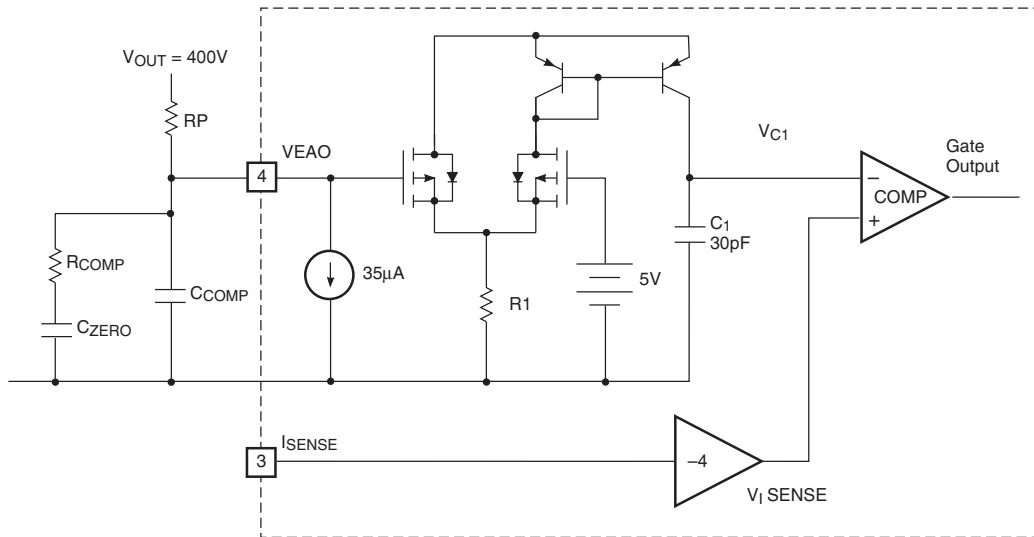 VOUT = 400V
RP
VEAO
4
RCOMP
CCOMP
CZERO
35μA
R1
5V
C1
30pF
VC1
Gate
Output
–
COMP
+
ISENSE
3
–4
VI SENSE